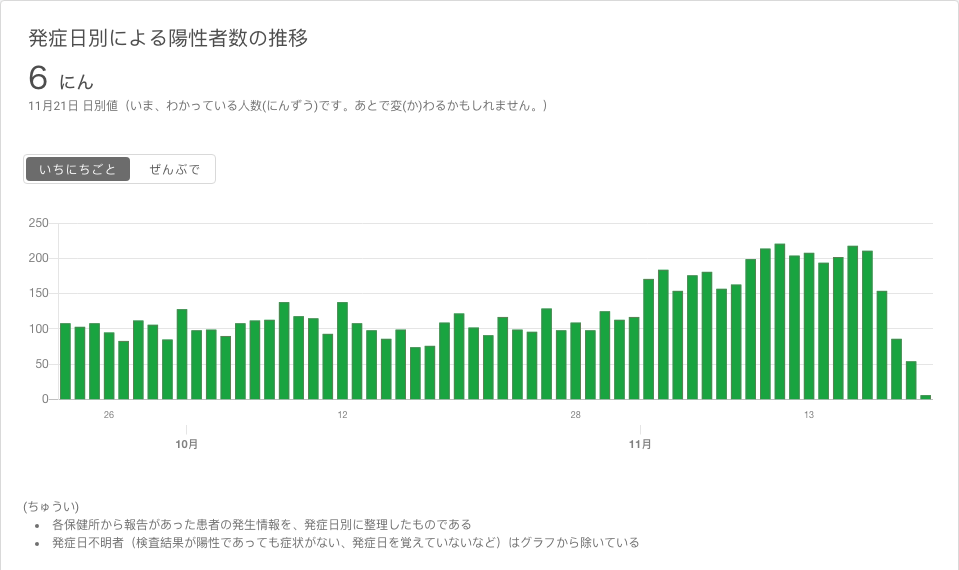 発症日別による陽性者数の推移
6 にん
11月21日 日別値（いま、わかっている人数(にんずう)です。あとで変(か)わるかもしれません。）
いちにちごと ぜんぶで
250
200
150
100
50
0
26 12 28 13
10月 11月
(ちゅうい)
• 各保健所から報告があった患者の発生情報を、発症日別に整理したものである
• 発症日不明者（検査結果が陽性であっても症状がない、発症日を覚えていないなど）はグラフから除いている